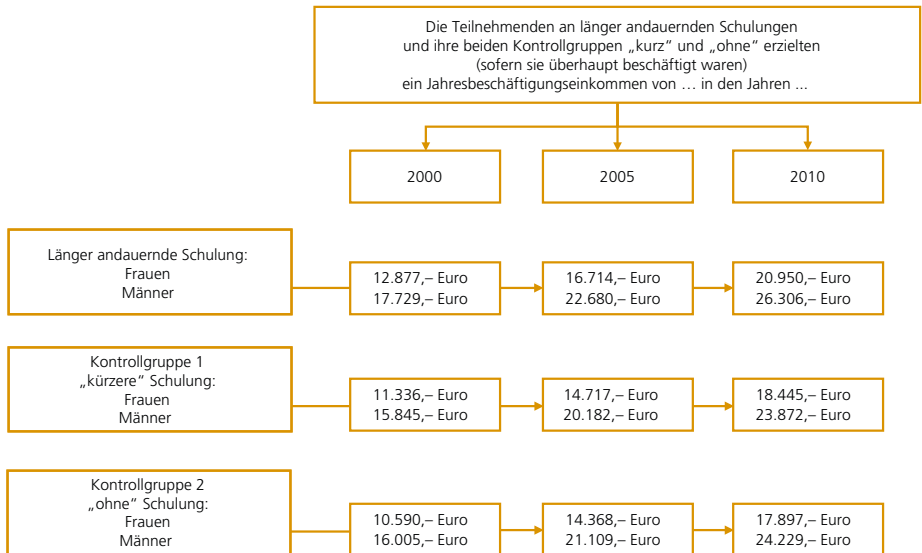 Die Teilnehmenden an länger andauernden Schulungen
und ihre beiden Kontrollgruppen „kurz“ und „ohne“ erzielten
(sofern sie überhaupt beschäftigt waren)
ein Jahresbeschäftigungseinkommen von … in den Jahren ...
2000
2005
2010
Länger andauernde Schulung:
Frauen
Männer
12.877,– Euro
17.729,– Euro
16.714,– Euro
22.680,– Euro
20.950,– Euro
26.306,– Euro
Kontrollgruppe 1
„kürzere“ Schulung:
Frauen
Männer
11.336,– Euro
15.845,– Euro
14.717,– Euro
20.182,– Euro
18.445,– Euro
23.872,– Euro
Kontrollgruppe 2
„ohne“ Schulung:
Frauen
Männer
10.590,– Euro
16.005,– Euro
14.368,– Euro
21.109,– Euro
17.897,– Euro
24.229,– Euro